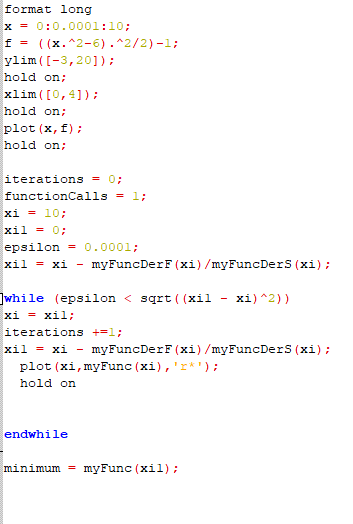 format long
x = 0:0.0001:10;
f = ((x.^2-6).^2/2)-1;
ylim([-3,20]);
hold on;
xlim([0,4]);
hold on;
plot(x,f);
hold on;
iterations = 0;
functionCalls = 1;
xi = 10;
xi1 = 0;
epsilon = 0.0001;
xi1 = xi - myFuncDerF(xi)/myFuncDerS(xi);
while (epsilon < sqrt((xi1 - xi)^2))
xi = xi1;
iterations +=1;
xi1 = xi - myFuncDerF(xi)/myFuncDerS(xi);
plot(xi,myFunc(xi),'r*');
hold on
endwhile
minimum = myFunc(xi1);